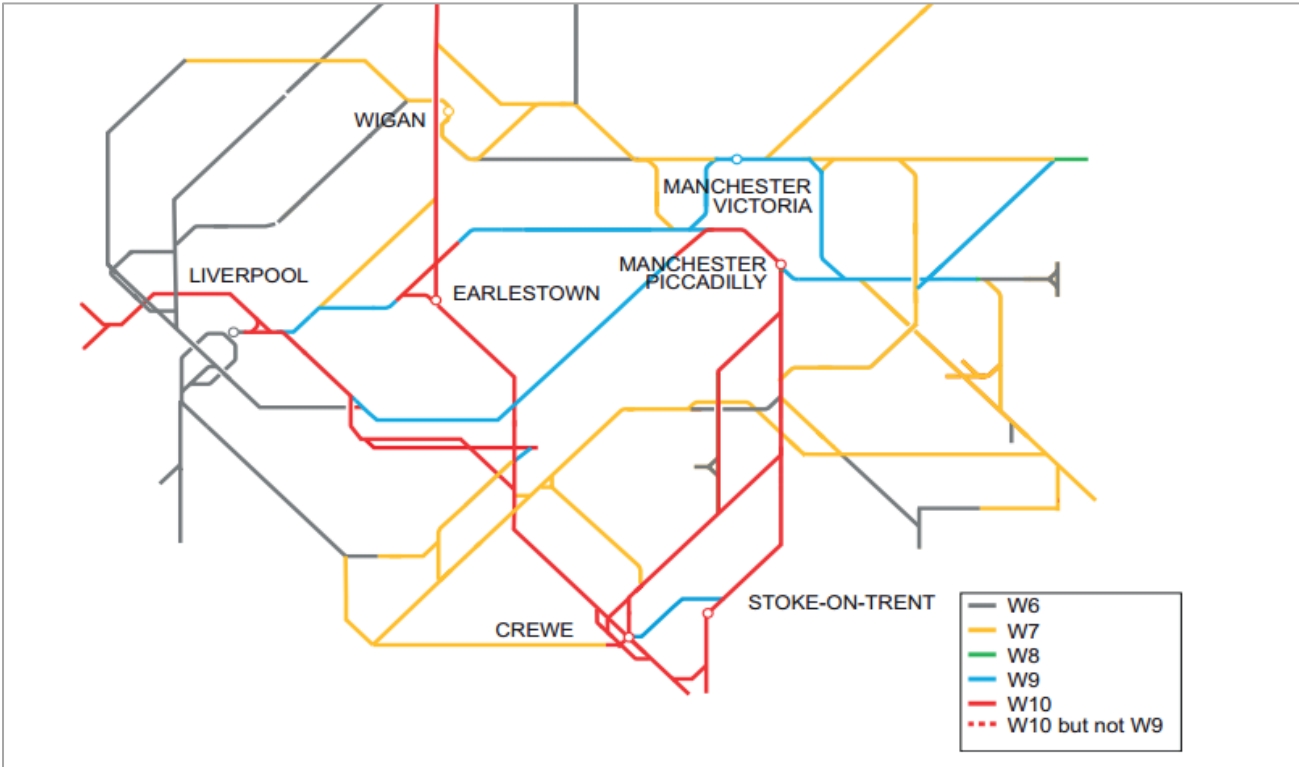 WIGAN
MANCHESTER
VICTORIA
LIVERPOOL
MANCHESTER
PICCADILLY
EARLESTOWN
STOKE-ON-TRENT
CREWE
W6
W7
W8
W9
W10
W10 but not W9